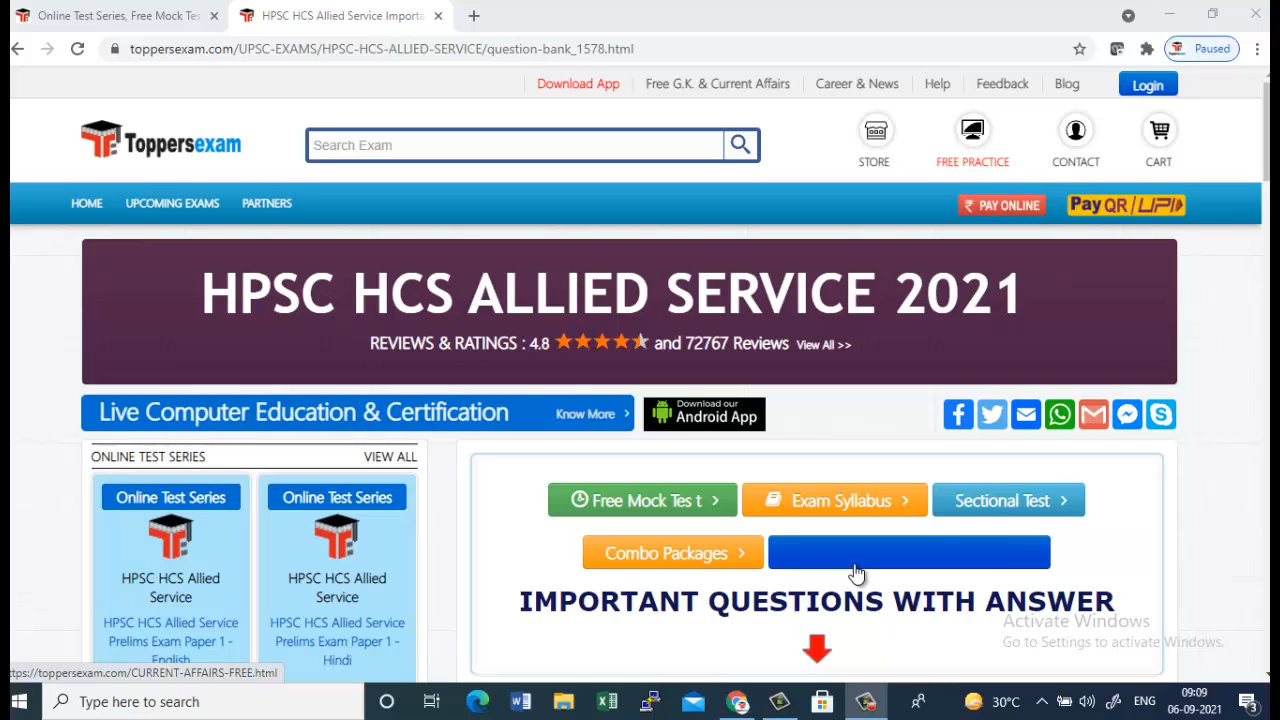 Online Test Series, Free Mock Tes
HPSC HCS Allied Service Importa
toppersexam.com/UPSC-EXAMS/HPSC-HCS-ALLIED-SERVICE/question-bank_1578.html
Paused
Download App
Free G.K. & Current Affairs
Career & News
Help
Feedback
Blog
Login
Toppersexam
Search Exam
STORE
FREE PRACTICE
CONTACT
CART
HOME
UPCOMING EXAMS
PARTNERS
₹ PAY ONLINE
Pay QR / UPI
HPSC HCS ALLIED SERVICE 2021
REVIEWS & RATINGS : 4.8 and 72767 Reviews View All >>
Live Computer Education & Certification
Know More
Download our
Android App
ONLINE TEST SERIES
VIEW ALL
Online Test Series
HPSC HCS Allied
Service
HPSC HCS Allied Service
Prelims Exam Paper 1 -
English
Online Test Series
HPSC HCS Allied
Service
HPSC HCS Allied Service
Prelims Exam Paper 1 -
Hindi
Free Mock Tes t
Exam Syllabus
Sectional Test
Combo Packages
IMPORTANT QUESTIONS WITH ANSWER
Activate Windows
Go to Settings to activate Windows.
ttps://toppersexam.com/CURRENT-AFFAIRS-FREE.html
Type here to search
30°C
ENG
09:09
06-09-2021
3